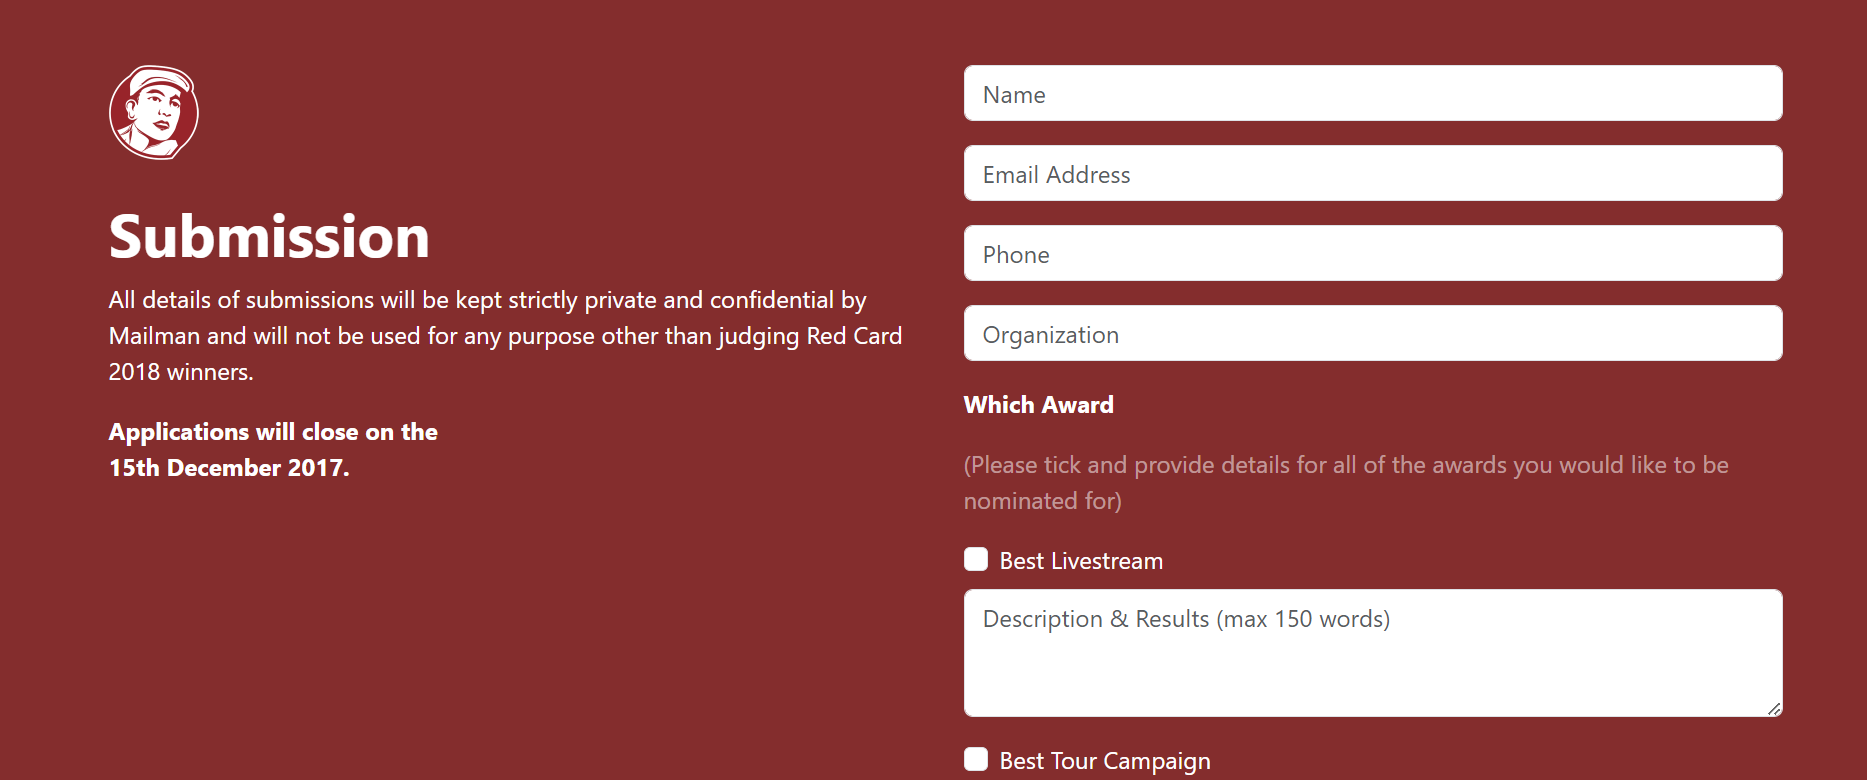 Submission
All details of submissions will be kept strictly private and confidential by
Mailman and will not be used for any purpose other than judging Red Card
2018 winners.
Applications will close on the
15th December 2017.
Name
Email Address
Phone
Organization
Which Award
(Please tick and provide details for all of the awards you would like to be
nominated for)
Best Livestream
Description & Results (max 150 words)
Best Tour Campaign